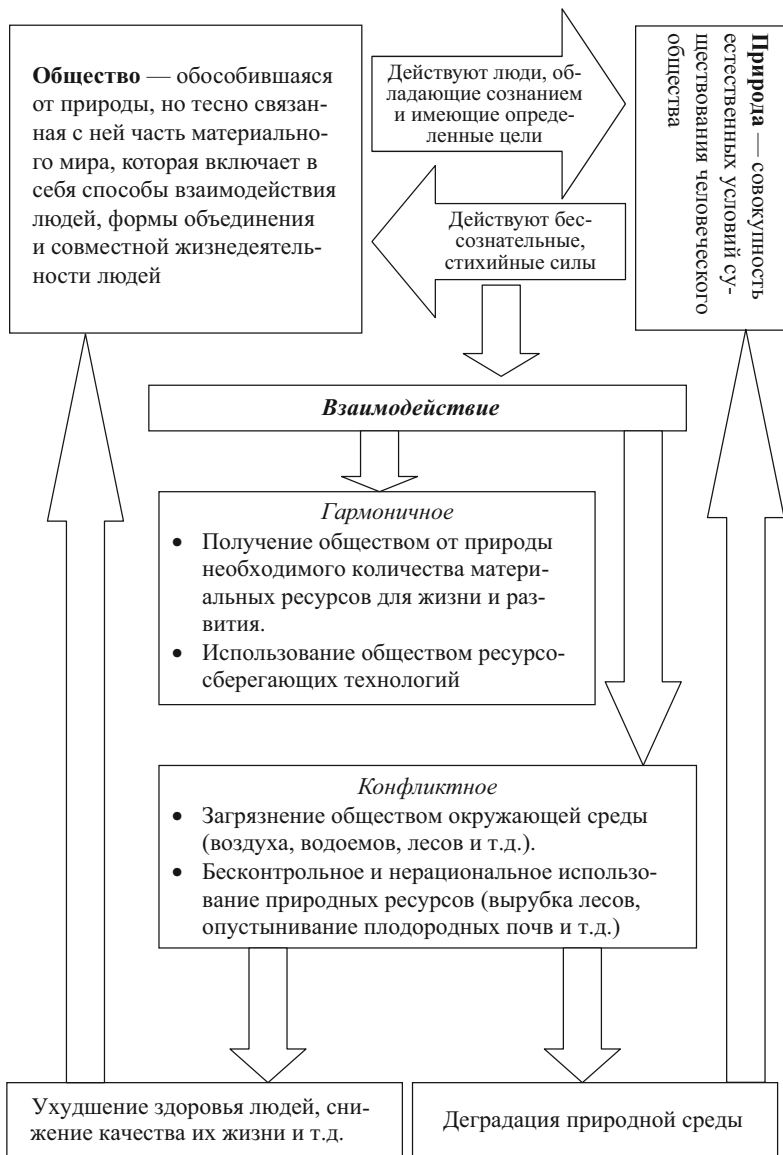 Общество — обособившаяся
от природы, но тесно связан-
ная с ней часть материально-
го мира, которая включает в
себя способы взаимодействия
людей, формы объединения
и совместной жизнедеятель-
ности людей
Действуют люди, об-
ладающие сознанием
и имеющие опреде-
ленные цели
Действуют бес-
сознательные,
стихийные силы
Природа — совокупность
естественных условий су-
ществования человеческого
общества
Взаимодействие
Гармоничное
• Получение обществом от природы
необходимого количества матери-
альных ресурсов для жизни и раз-
вития.
• Использование обществом ресурсо-
сберегающих технологий
Конфликтное
• Загрязнение обществом окружающей среды
(воздуха, водоемов, лесов и т.д.).
• Бесконтрольное и нерациональное использо-
вание природных ресурсов (вырубка лесов,
опустынивание плодородных почв и т.д.)
Ухудшение здоровья людей, сни-
жение качества их жизни и т.д.
Деградация природной среды